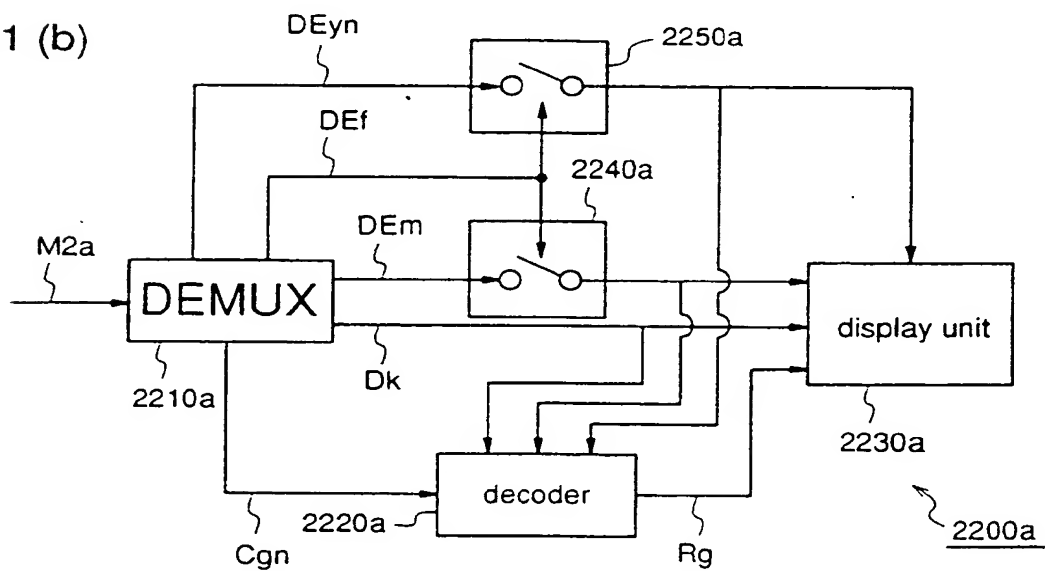 1 (b)
DEyn
2250a
DEf
2240a
M2a
DEm
DEMUX
display unit
Dk
2210a
2230a
decoder
2220a
Cgn
Rg
2200a